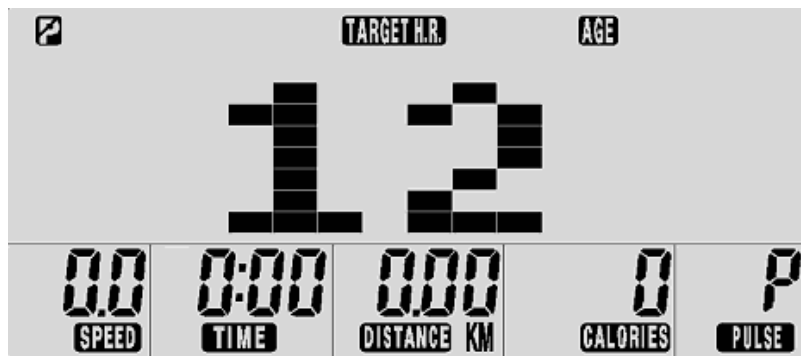 P TARGET H.R. AGE
12
0.0 0:00 0.00 0 P
SPEED TIME DISTANCE KM CALORIES PULSE